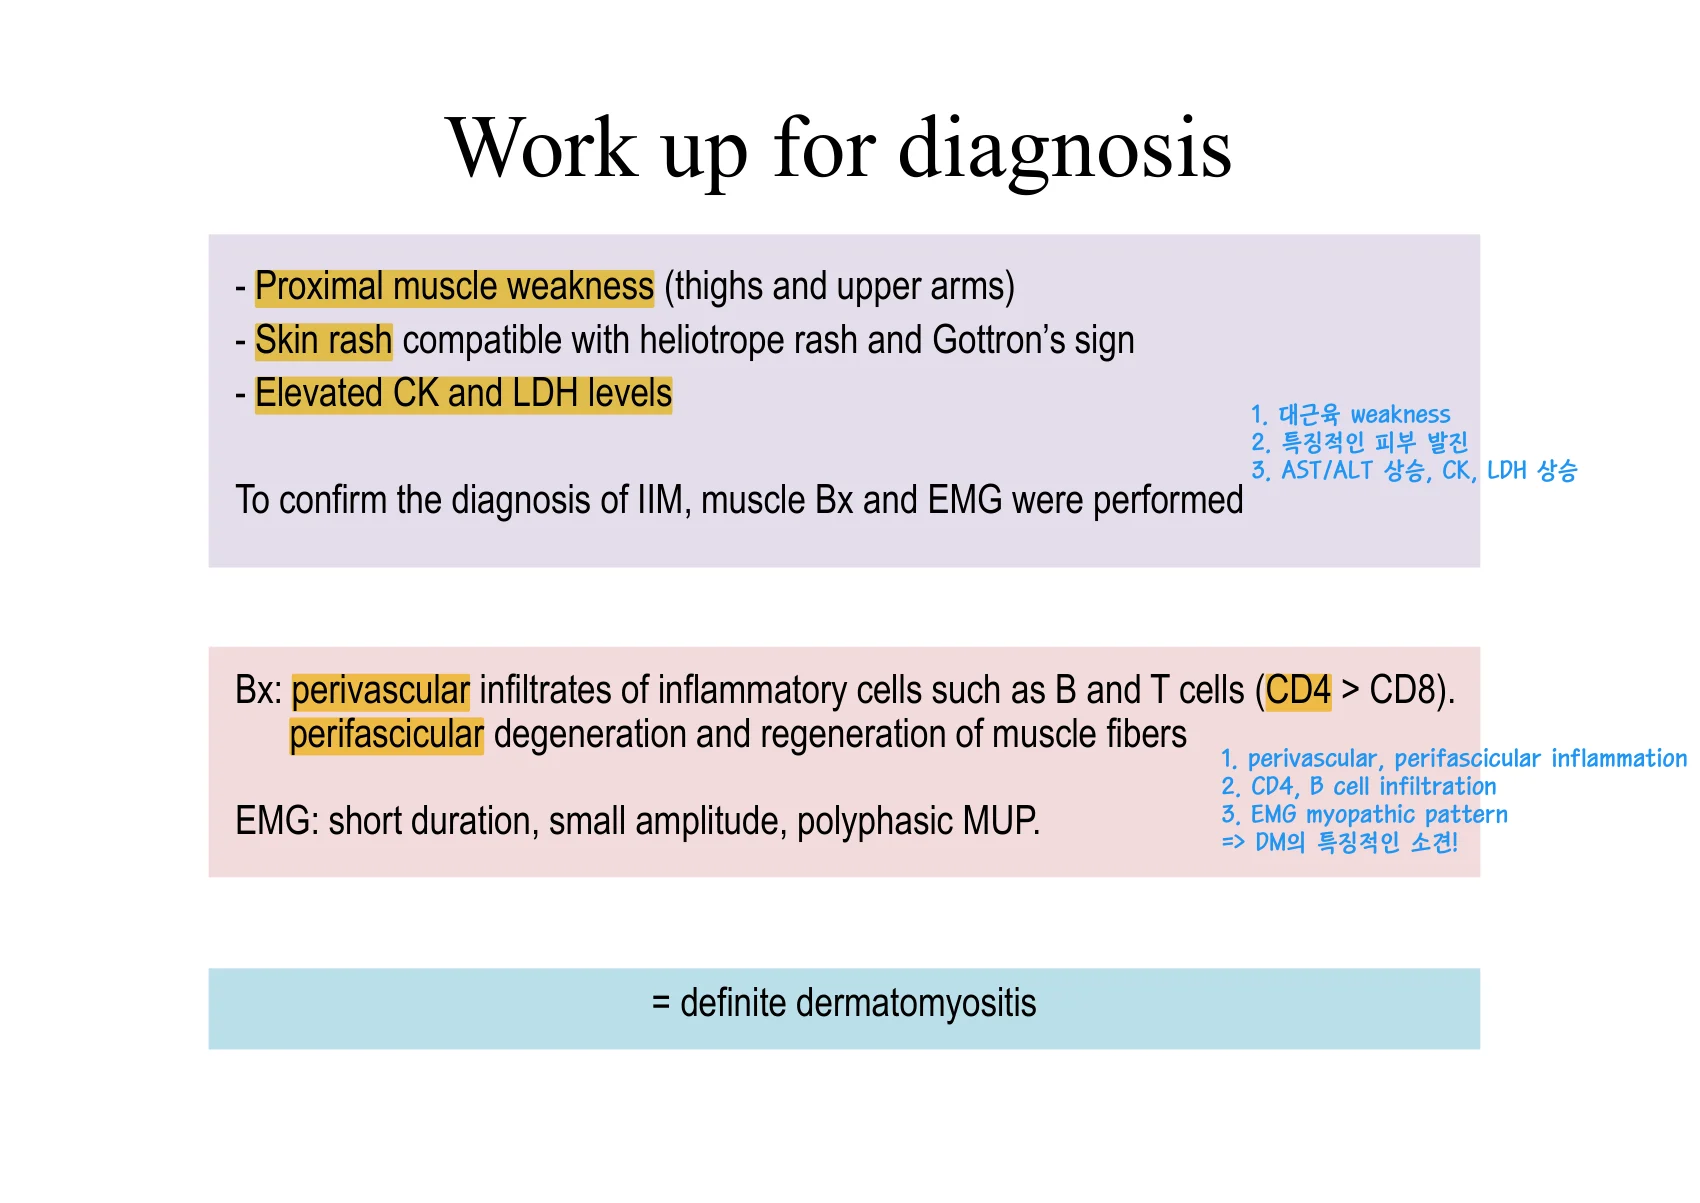 Work up for diagnosis
- Proximal muscle weakness (thighs and upper arms)
- Skin rash compatible with heliotrope rash and Gottron’s sign
- Elevated CK and LDH levels
1. 대근육 weakness
2. 특징적인 피부 발진
3. AST/ALT 상승, CK, LDH 상승
To confirm the diagnosis of IIM, muscle Bx and EMG were performed
Bx: perivascular infiltrates of inflammatory cells such as B and T cells (CD4 > CD8).
perifascicular degeneration and regeneration of muscle fibers
1. perivascular, perifascicular inflammation
2. CD4, B cell infiltration
3. EMG myopathic pattern
=> DM의 특징적인 소견!
EMG: short duration, small amplitude, polyphasic MUP.
= definite dermatomyositis